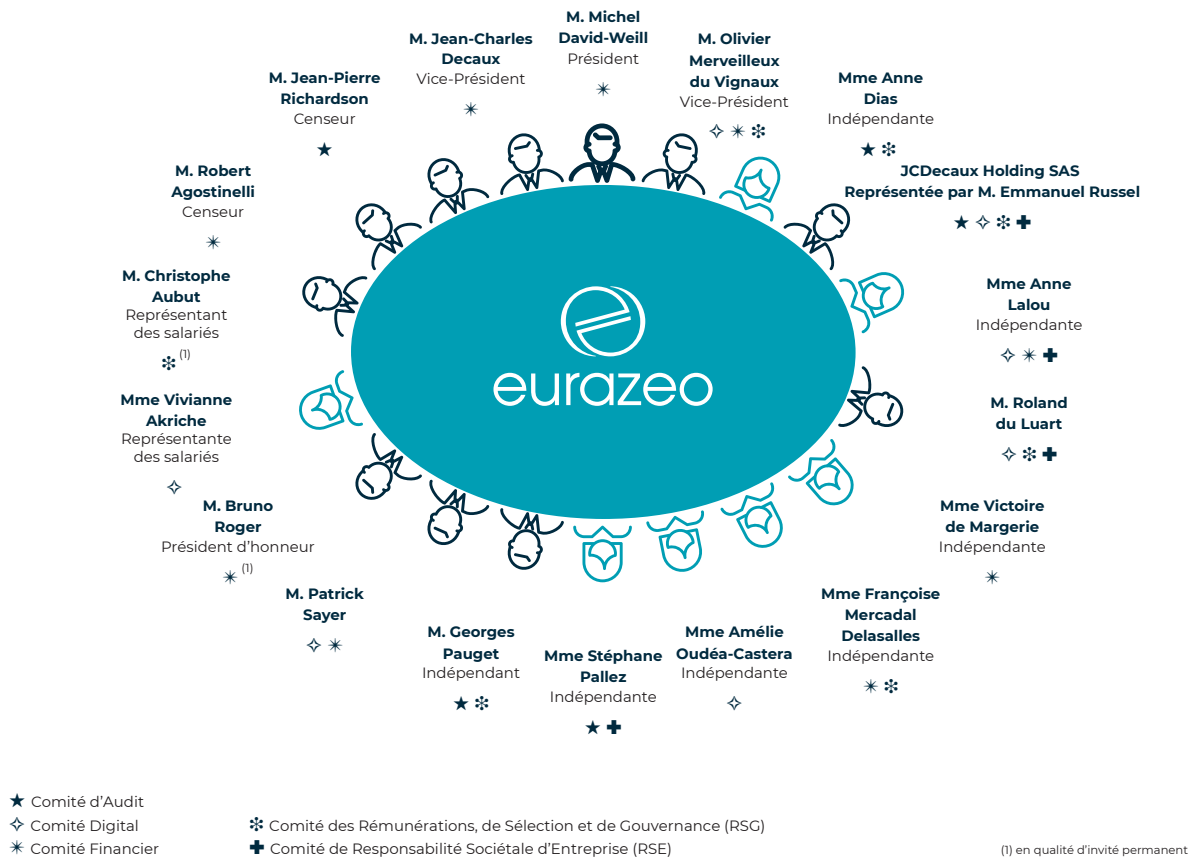 M. Michel
David-Weill
Président
M. Jean-Charles
Decaux
Vice-Président
M. Olivier
Merveilleux
du Vignaux
Vice-Président
M. Jean-Pierre
Richardson
Censeur
Mme Anne
Dias
Indépendante
M. Robert
Agostinelli
Censeur
JCDecaux Holding SAS
Représentée par M. Emmanuel Russel
M. Christophe
Aubut
Représentant
des salariés
(1)
Mme Anne
Lalou
Indépendante
eurazeo
Mme Vivianne
Akriche
Représentante
des salariés
M. Roland
du Luart
M. Bruno
Roger
Président d’honneur
(1)
Mme Victoire
de Margerie
Indépendante
M. Patrick
Sayer
Mme Françoise
Mercadal
Delasalles
Indépendante
M. Georges
Pauget
Indépendant
Mme Stéphane
Pallez
Indépendante
Mme Amélie
Oudéa-Castera
Indépendante
★ Comité d’Audit
✧ Comité Digital
✴ Comité Financier
❇ Comité des Rémunérations, de Sélection et de Gouvernance (RSG)
✚ Comité de Responsabilité Sociétale d’Entreprise (RSE)
(1) en qualité d’invité permanent